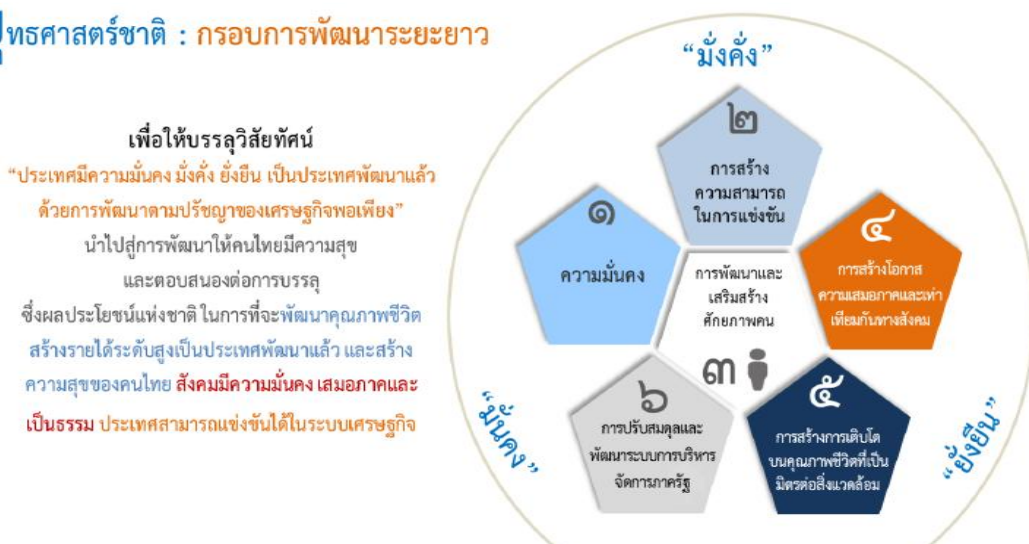 ยุทธศาสตร์ชาติ : กรอบการพัฒนาระยะยาว
เพื่อให้บรรลุวิสัยทัศน์
“ประเทศมีความมั่นคง มั่งคั่ง ยั่งยืน เป็นประเทศพัฒนาแล้ว
ด้วยการพัฒนาตามปรัชญาของเศรษฐกิจพอเพียง”
นำไปสู่การพัฒนาให้คนไทยมีความสุข
และตอบสนองต่อการบรรลุ
ซึ่งผลประโยชน์แห่งชาติ ในการที่จะพัฒนาคุณภาพชีวิต
สร้างรายได้ระดับสูงเป็นประเทศพัฒนาแล้ว และสร้าง
ความสุขของคนไทย สังคมมีความมั่นคง เสมอภาคและ
เป็นธรรม ประเทศสามารถแข่งขันได้ในระบบเศรษฐกิจ
“มั่งคั่ง”
๒
การสร้าง
ความสามารถ
ในการแข่งขัน
๑
ความมั่นคง
การพัฒนาและ
เสริมสร้าง
ศักยภาพคน
๓
๔
การสร้างโอกาส
ความเสมอภาคและเท่า
เทียมกันทางสังคม
๖
การปรับสมดุลและ
พัฒนาระบบการบริหาร
จัดการภาครัฐ
๕
การสร้างการเติบโต
บนคุณภาพชีวิตที่เป็น
มิตรต่อสิ่งแวดล้อม
“มั่นคง”
“ยั่งยืน”